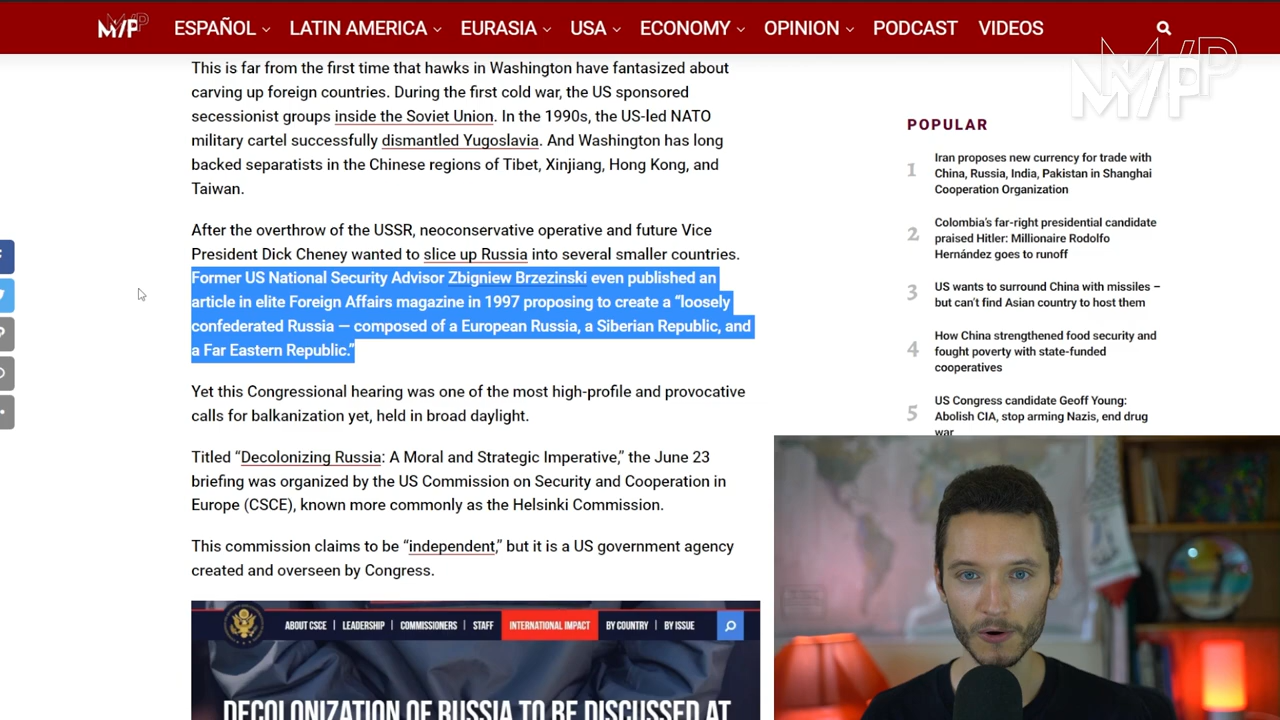 M//P
ESPAÑOL
LATIN AMERICA
EURASIA
USA
ECONOMY
OPINION
PODCAST
VIDEOS
M//P
This is far from the first time that hawks in Washington have fantasized about
carving up foreign countries. During the first cold war, the US sponsored
secessionist groups inside the Soviet Union. In the 1990s, the US-led NATO
military cartel successfully dismantled Yugoslavia. And Washington has long
backed separatists in the Chinese regions of Tibet, Xinjiang, Hong Kong, and
Taiwan.
After the overthrow of the USSR, neoconservative operative and future Vice
President Dick Cheney wanted to slice up Russia into several smaller countries.
Former US National Security Advisor Zbigniew Brzezinski even published an
article in elite Foreign Affairs magazine in 1997 proposing to create a “loosely
confederated Russia — composed of a European Russia, a Siberian Republic, and
a Far Eastern Republic.”
Yet this Congressional hearing was one of the most high-profile and provocative
calls for balkanization yet, held in broad daylight.
Titled “Decolonizing Russia: A Moral and Strategic Imperative,” the June 23
briefing was organized by the US Commission on Security and Cooperation in
Europe (CSCE), known more commonly as the Helsinki Commission.
This commission claims to be “independent,” but it is a US government agency
created and overseen by Congress.
ABOUT CSCE | LEADERSHIP | COMMISSIONERS | STAFF INTERNATIONAL IMPACT BY COUNTRY | BY ISSUE
DECOLONIZATION OF RUSSIA TO BE DISCUSSED AT
POPULAR
1 Iran proposes new currency for trade with
China, Russia, India, Pakistan in Shanghai
Cooperation Organization
2 Colombia's far-right presidential candidate
praised Hitler: Millionaire Rodolfo
Hernández goes to runoff
3 US wants to surround China with missiles –
but can't find Asian country to host them
4 How China strengthened food security and
fought poverty with state-funded
cooperatives
5 US Congress candidate Geoff Young:
Abolish CIA, stop arming Nazis, end drug
war